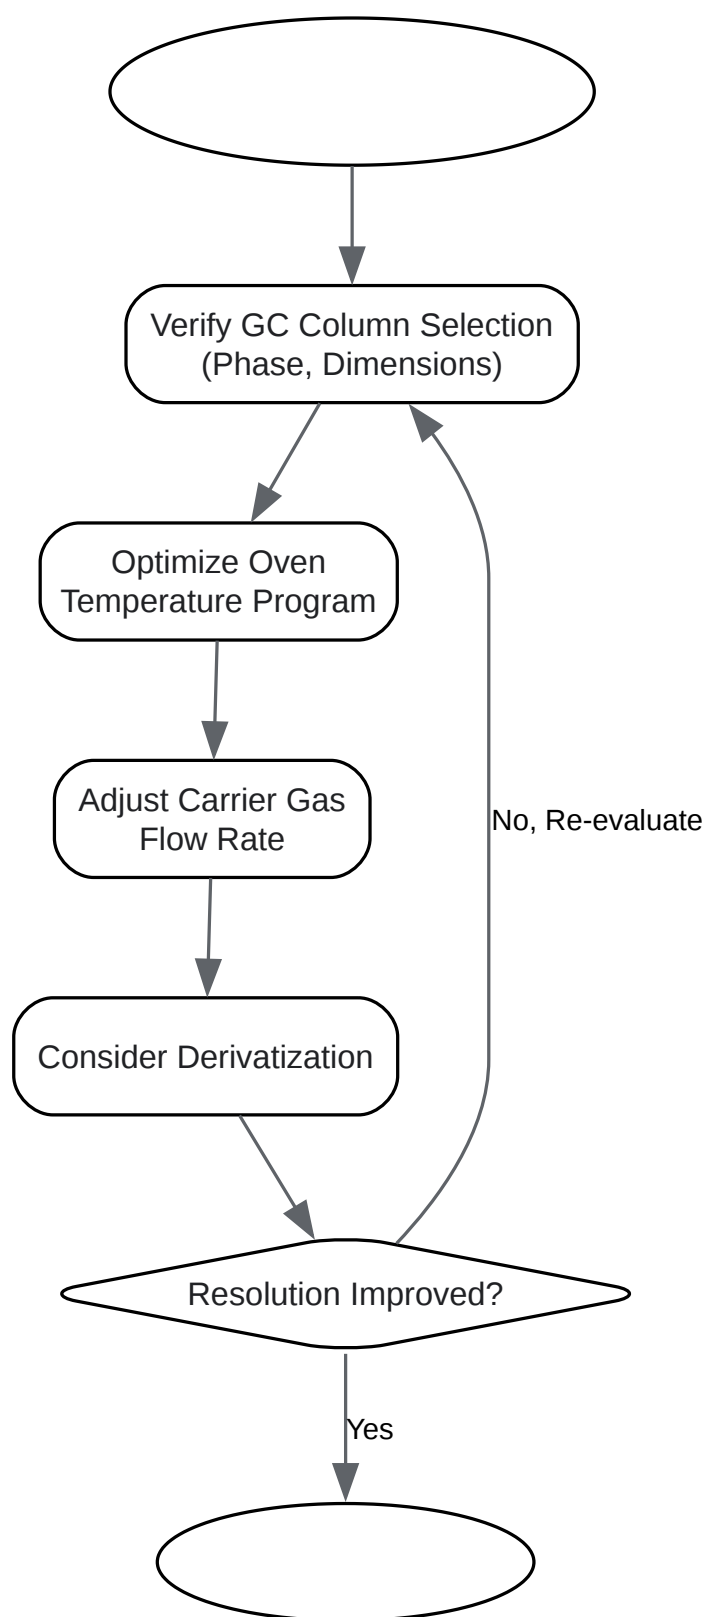 Verify GC Column Selection
(Phase, Dimensions)
Optimize Oven
Temperature Program
Adjust Carrier Gas
Flow Rate
No, Re-evaluate
Consider Derivatization
Resolution Improved?
Yes